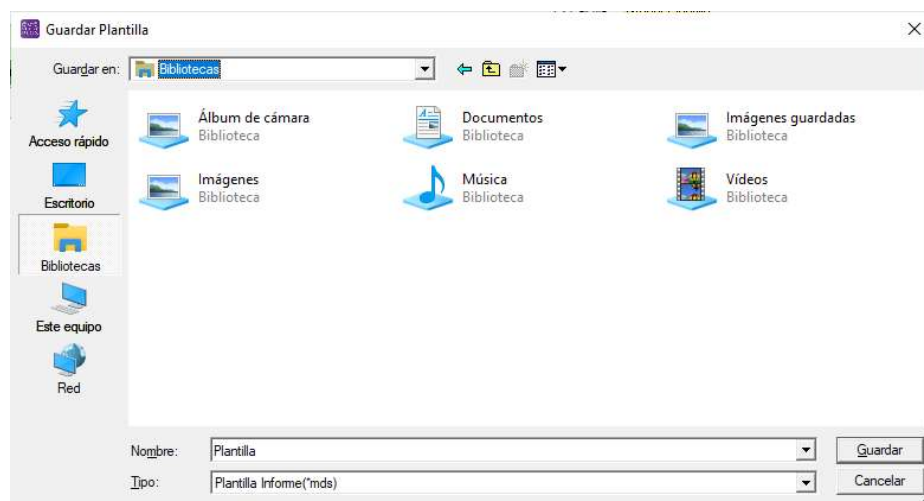 Guardar Plantilla
Guardar en:
Bibliotecas
Acceso rápido
Escritorio
Bibliotecas
Este equipo
Red
Álbum de cámara
Biblioteca
Documentos
Biblioteca
Imágenes guardadas
Biblioteca
Imágenes
Biblioteca
Música
Biblioteca
Vídeos
Biblioteca
Nombre:
Plantilla
Guardar
Tipo:
Plantilla Informe(*mds)
Cancelar